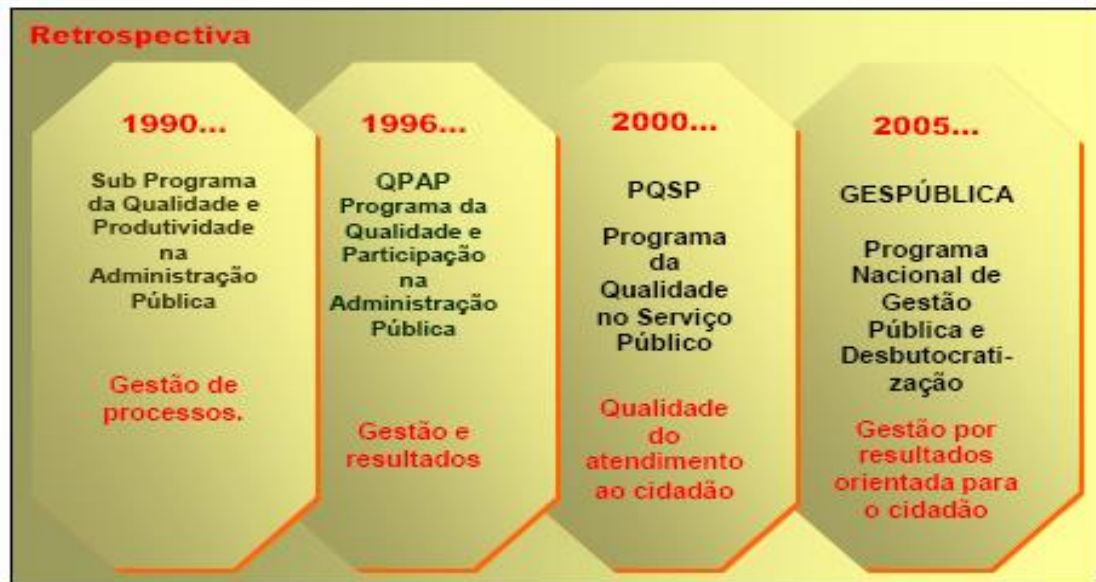 Retrospectiva
1990...
Sub Programa
da Qualidade e
Produtividade
na
Administração
Pública
Gestão de
processos.
1996...
QPAP
Programa da
Qualidade e
Participação
na
Administração
Pública
Gestão e
resultados
2000...
PQSP
Programa
da
Qualidade
no Serviço
Público
Qualidade
do
atendimento
ao cidadão
2005...
GESPÚBLICA
Programa
Nacional de
Gestão
Pública e
Desbutocrati-
zação
Gestão por
resultados
orientada para
o cidadão